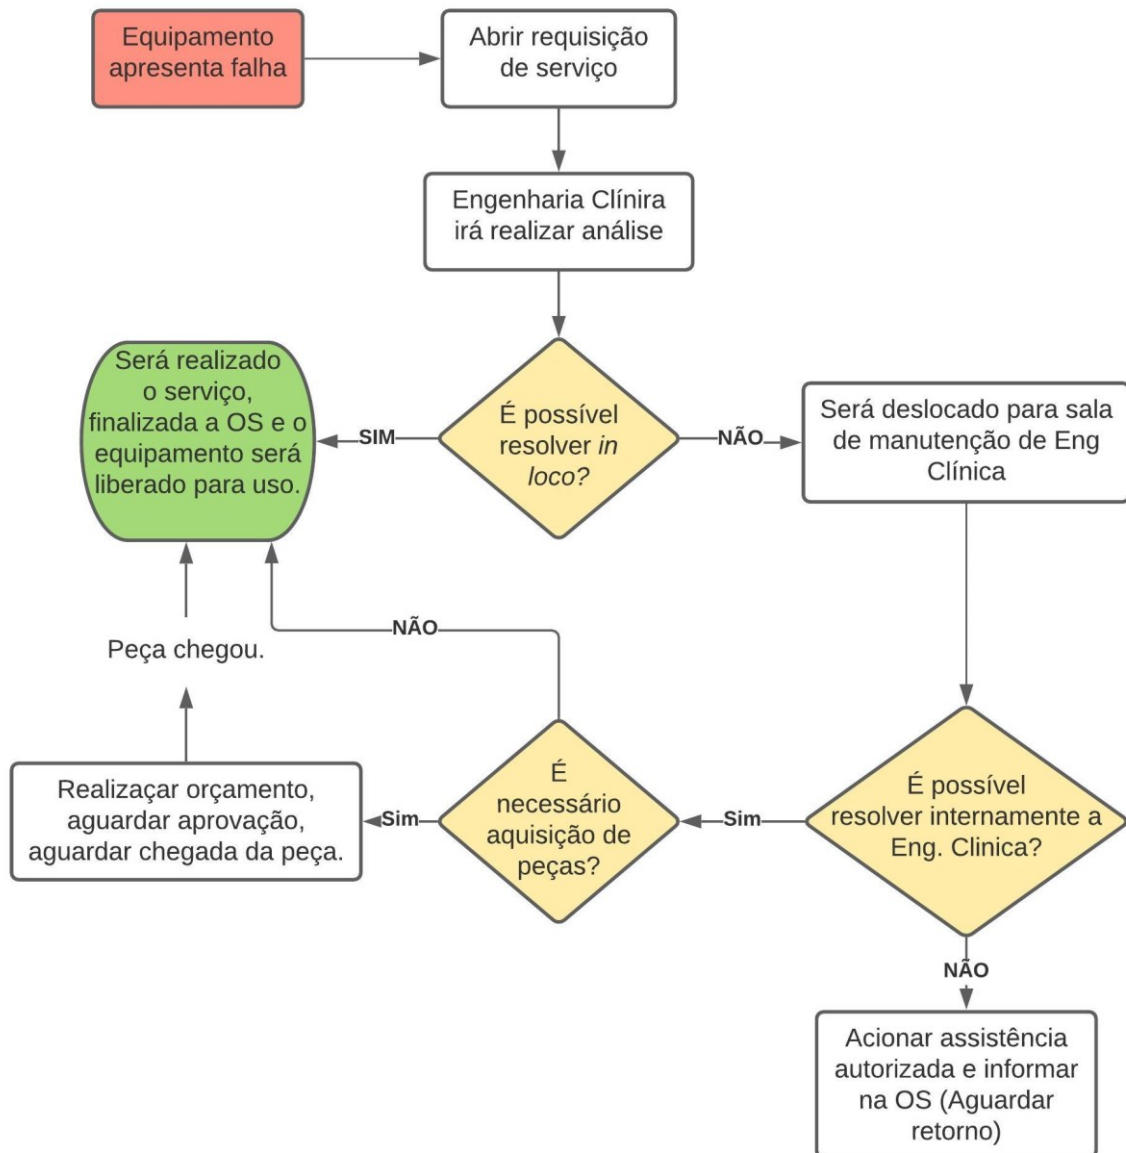 Equipamento
apresenta falha
Abrir requisição
de serviço
Engenharia Clínira
irá realizar análise
É possível
resolver in
loco?
SIM
NÃO
Será realizado
o serviço,
finalizada a OS e o
equipamento será
liberado para uso.
Será deslocado para sala
de manutenção de Eng
Clínica
É possível
resolver internamente a
Eng. Clinica?
Sim
NÃO
É
necessário
aquisição de
peças?
Sim
NÃO
Realizaçar orçamento,
aguardar aprovação,
aguardar chegada da peça.
Peça chegou.
Acionar assistência
autorizada e informar
na OS (Aguardar
retorno)